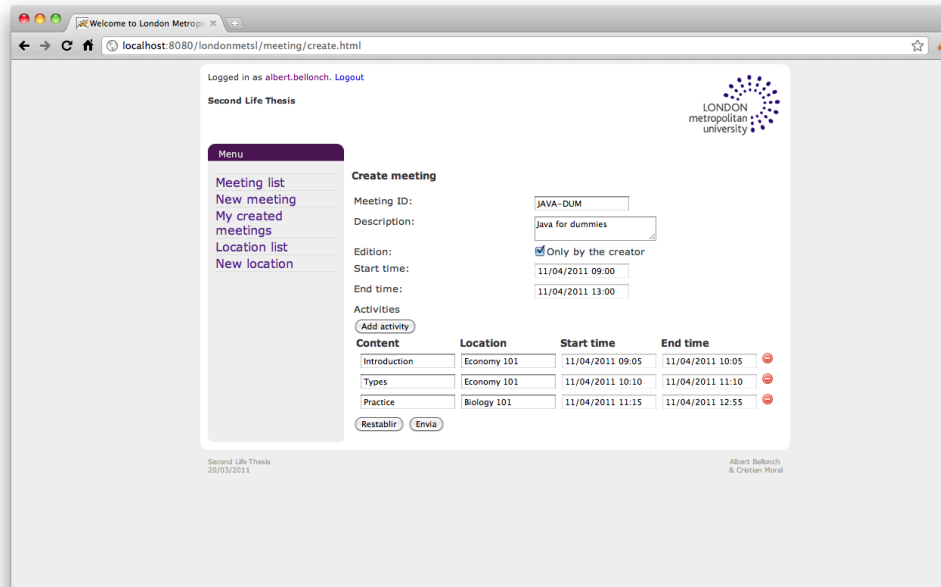 Welcome to London Metropo
localhost:8080/londonmetsl/meeting/create.html
Logged in as albert.bellonch. Logout
Second Life Thesis
LONDON
metropolitan
university
Menu
Meeting list
New meeting
My created
meetings
Location list
New location
Create meeting
Meeting ID: JAVA-DUM
Description: Java for dummies
Edition: Only by the creator
Start time: 11/04/2011 09:00
End time: 11/04/2011 13:00
Activities
Add activity
Content Location Start time End time
Introduction Economy 101 11/04/2011 09:05 11/04/2011 10:05
Types Economy 101 11/04/2011 10:10 11/04/2011 11:10
Practice Biology 101 11/04/2011 11:15 11/04/2011 12:55
Restablir Envia
Second Life Thesis
20/03/2011
Albert Bellonch
& Cristian Moral